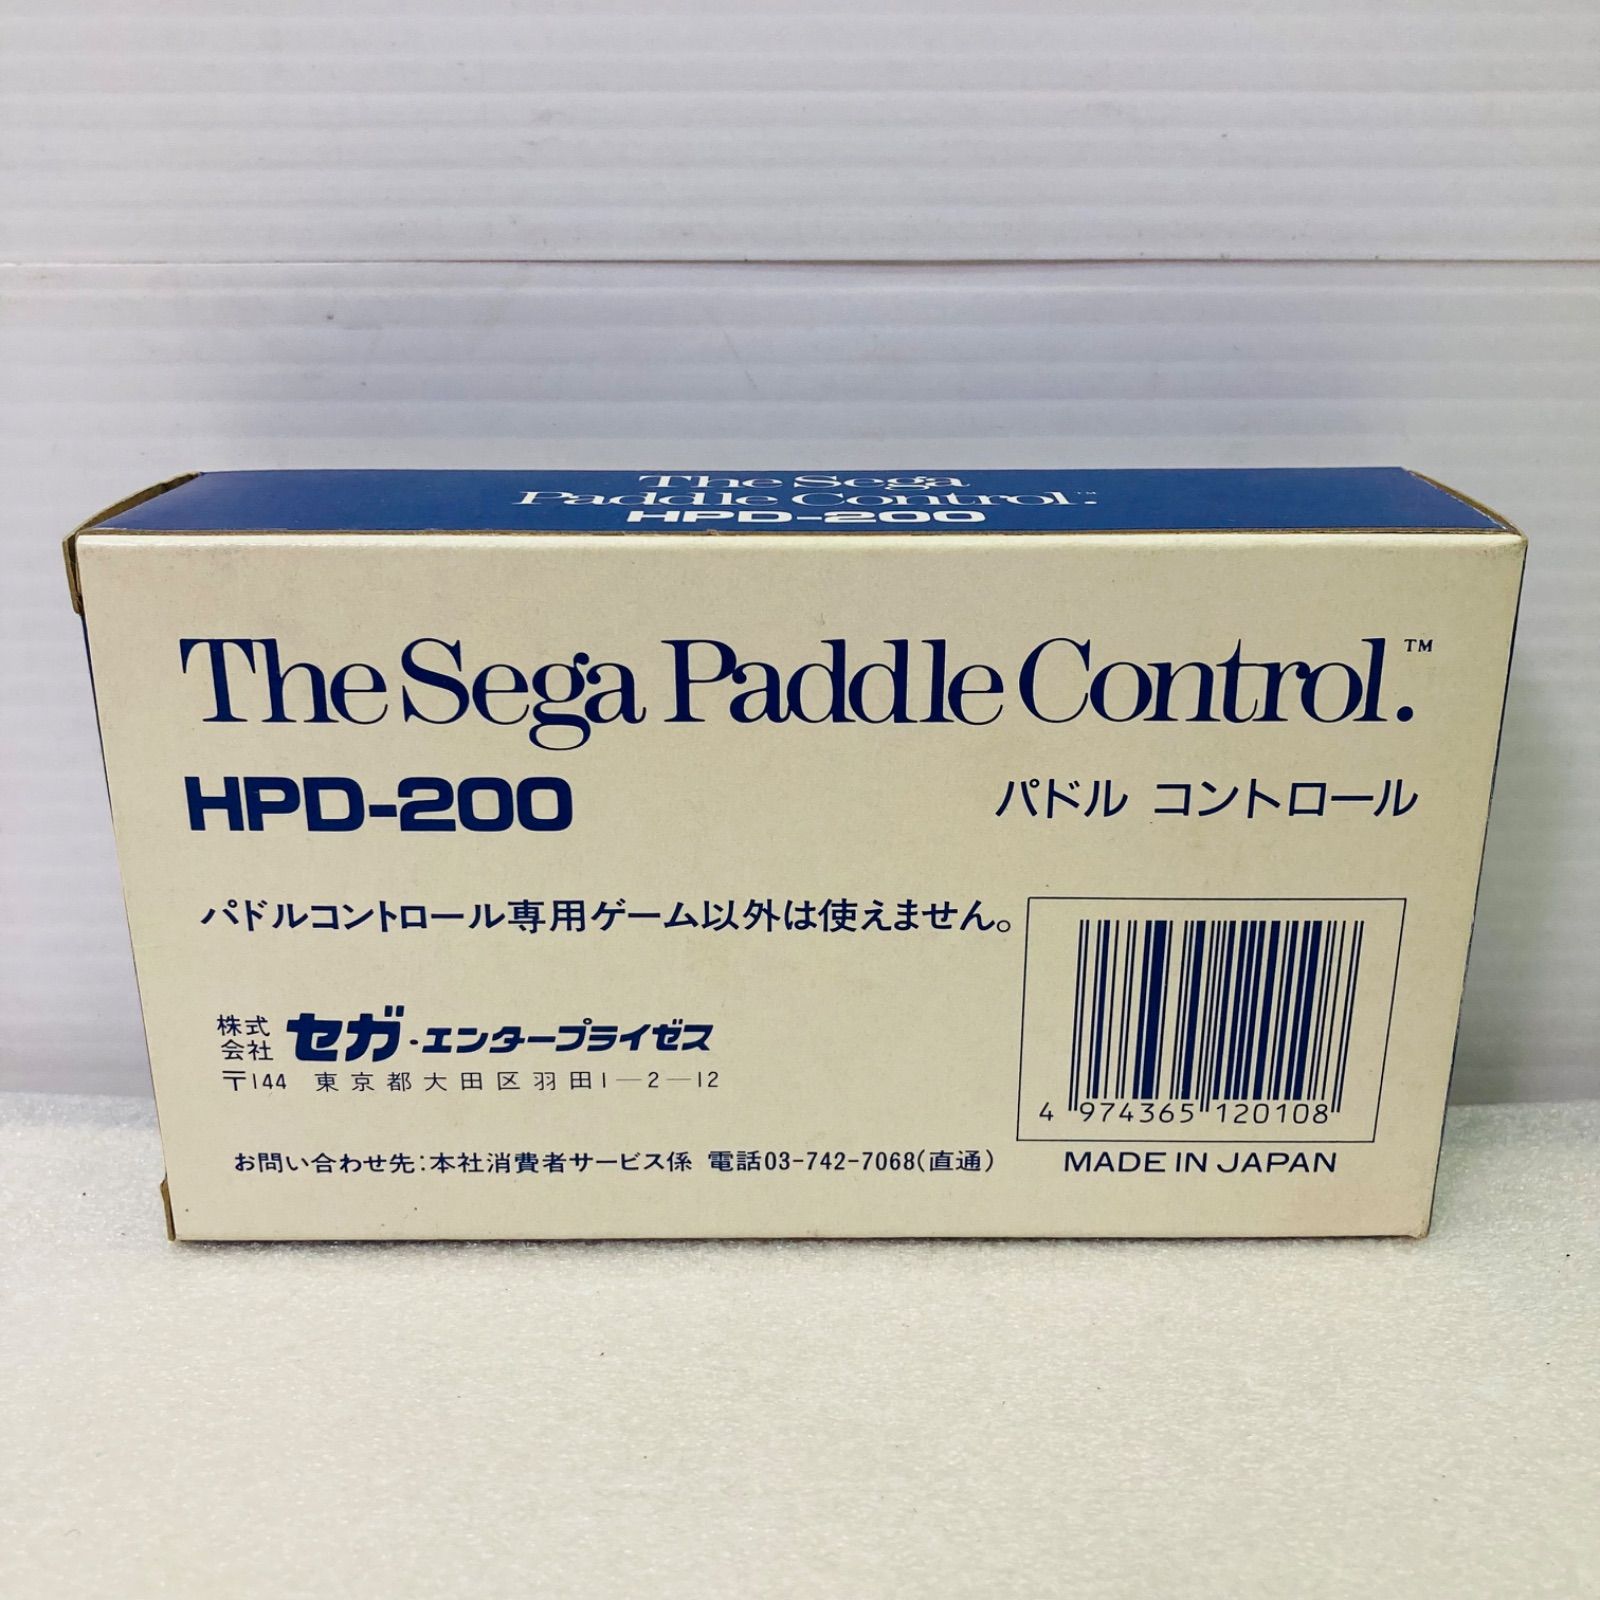 The Sega
Paddle Control.™
HPD-200
The Sega Paddle Control.™
HPD-200
パドル コントロール
パドルコントロール専用ゲーム以外は使えません。
株式会社 セガ・エンタープライゼス
〒144 東京都大田区羽田1-2-12
お問い合わせ先:本社消費者サービス係 電話03-742-7068(直通)
4 974365 120108
MADE IN JAPAN